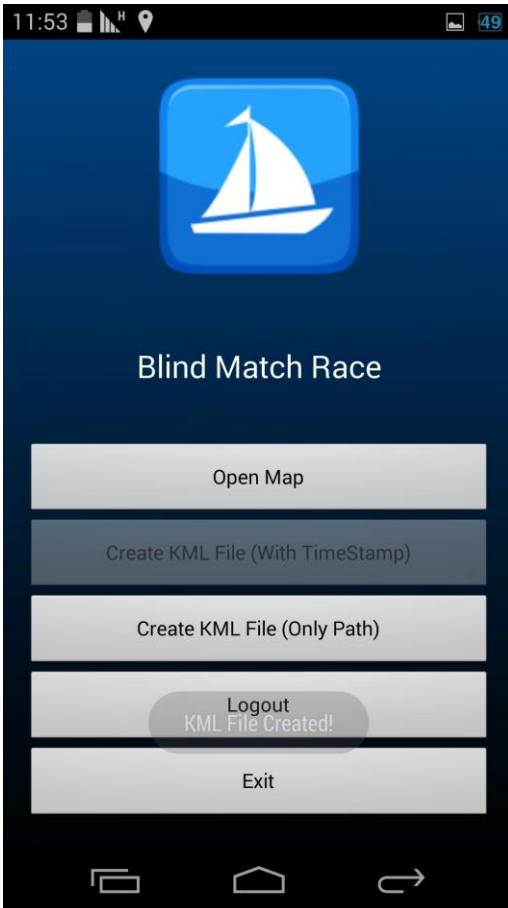 11:53 H 49
Blind Match Race
Open Map
Create KML File (With TimeStamp)
Create KML File (Only Path)
Logout
KML File Created!
Exit